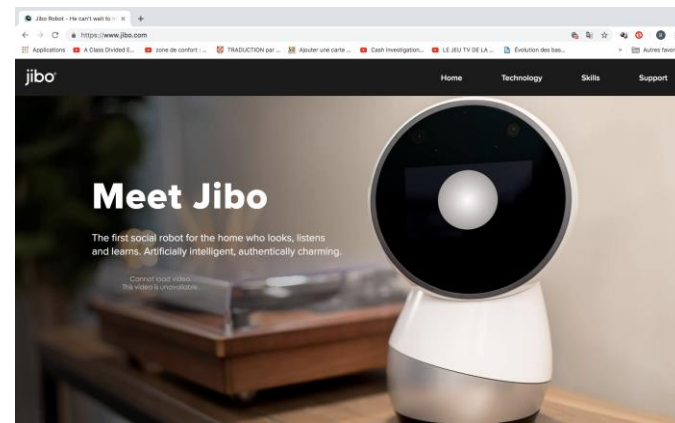 Jibo Robot - He can't wait to
https://www.jibo.com
Applications A Class Divided E... zone de confort : ... TRADUCTION par ... Ajouter une carte ... Cash Investigation... LE JEU TV DE LA ... Évolution des bas... » Autres favor
jibo
Home Technology Skills Support
Meet Jibo
The first social robot for the home who looks, listens
and learns. Artificially intelligent, authentically charming.
Cannot load video.
This video is unavailable.